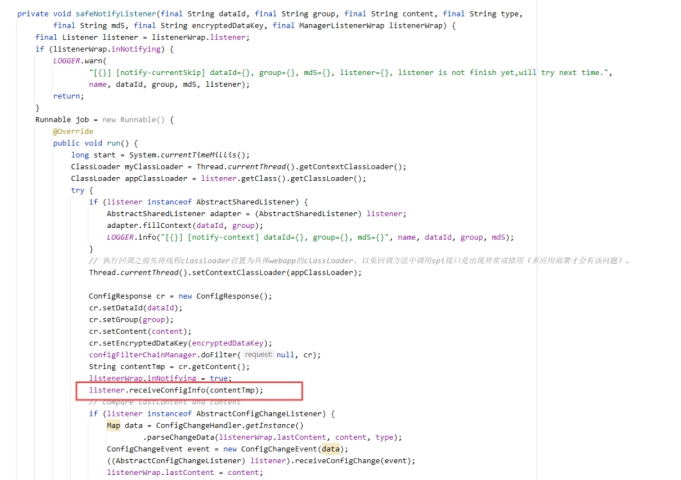 private void safeNotifyListener(final String dataId, final String group, final String content, final String type,
final String md5, final String encryptedDataKey, final ManagerListenerWrap listenerWrap) {
final Listener listener = listenerWrap.listener;
if (listenerWrap.inNotifying) {
LOGGER.warn(
"[{}] [notify-currentSkip] dataId={}, group={}, md5={}, listener={}, listener is not finish yet,will try next time.",
name, dataId, group, md5, listener);
return;
}
Runnable job = new Runnable() {
@Override
public void run() {
long start = System.currentTimeMillis();
ClassLoader myClassLoader = Thread.currentThread().getContextClassLoader();
ClassLoader appClassLoader = listener.getClass().getClassLoader();
try {
if (listener instanceof AbstractSharedListener) {
AbstractSharedListener adapter = (AbstractSharedListener) listener;
adapter.fillContext(dataId, group);
LOGGER.info("[{}] [notify-context] dataId={}, group={}, md5={}", name, dataId, group, md5);
}
// 执行回调之前先将线程classLoader设置为具体webapp的classLoader，以免回调方法中调用spi接口是出现异常或错用（多应用部署才会有该问题）。
Thread.currentThread().setContextClassLoader(appClassLoader);
ConfigResponse cr = new ConfigResponse();
cr.setDataId(dataId);
cr.setGroup(group);
cr.setContent(content);
cr.setEncryptedDataKey(encryptedDataKey);
configFilterChainManager.doFilter( request: null, cr);
String contentTmp = cr.getContent();
listenerWrap.inNotifying = true;
listener.receiveConfigInfo(contentTmp);
// compare lastContent and content
if (listener instanceof AbstractConfigChangeListener) {
Map data = ConfigChangeHandler.getInstance()
.parseChangeData(listenerWrap.lastContent, content, type);
ConfigChangeEvent event = new ConfigChangeEvent(data);
((AbstractConfigChangeListener) listener).receiveConfigChange(event);
listenerWrap.lastContent = content;